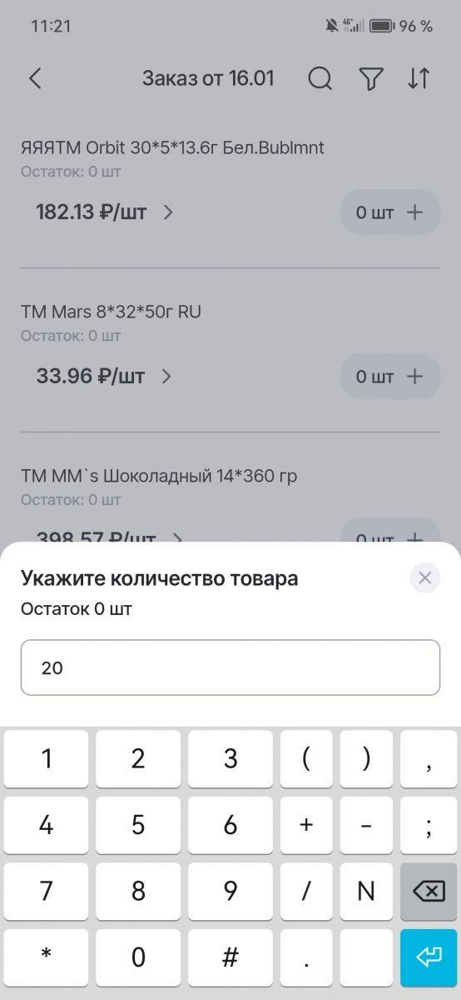 11:21
4G+
96 %
Заказ от 16.01
ЯЯЯТМ Orbit 30*5*13.6г Бел.Bublmnt
Остаток: 0 шт
182.13 ₽/шт
0 шт +
ТМ Mars 8*32*50г RU
Остаток: 0 шт
33.96 ₽/шт
0 шт +
ТМ MM`s Шоколадный 14*360 гр
Остаток: 0 шт
398.57 ₽/шт
0 шт +
Укажите количество товара
Остаток 0 шт
20
1 2 3 ( ) ,
4 5 6 + - ;
7 8 9 / N
* 0 # .